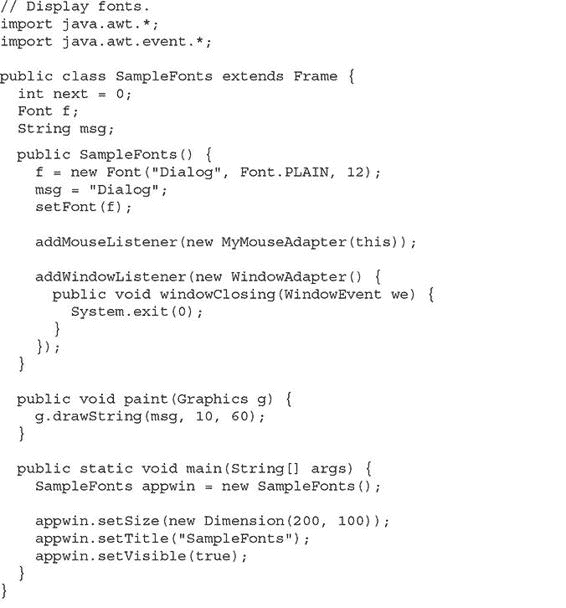 // Display fonts.
import java.awt.*;
import java.awt.event.*;

public class SampleFonts extends Frame {
  int next = 0;
  Font f;
  String msg;
  public SampleFonts() {
    f = new Font("Dialog", Font.PLAIN, 12);
    msg = "Dialog";
    setFont(f);

    addMouseListener(new MyMouseAdapter(this));

    addWindowListener(new WindowAdapter() {
      public void windowClosing(WindowEvent we) {
        System.exit(0);
      }
    });
  }

  public void paint(Graphics g) {
    g.drawString(msg, 10, 60);
  }

  public static void main(String[] args) {
    SampleFonts appwin = new SampleFonts();

    appwin.setSize(new Dimension(200, 100));
    appwin.setTitle("SampleFonts");
    appwin.setVisible(true);
  }
}